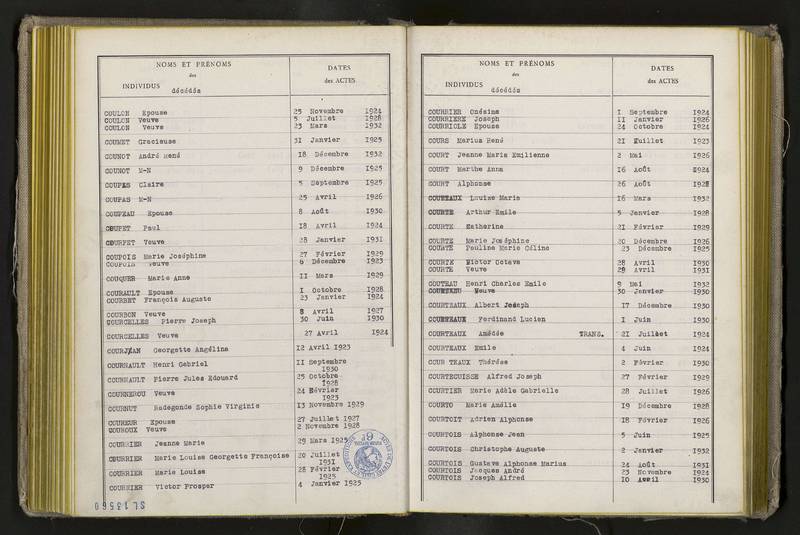 NOMS ET PRÉNOMS
des
INDIVIDUS décédés
DATES
des ACTES
COULON Epouse 25 Novembre 1924
COULON Veuve 5 Juillet 1928
COULON Veuve 23 Mars 1932
COUMET Gracieuse 31 Janvier 1925
COUNOT André René 18 Décembre 1932
COUNOT M-N 9 Décembre 1925
COUPES Claire 5 Septembre 1925
COUPAS M-N 25 Avril 1926
COUPEAU Epouse 8 Août 1930
COUPET Paul 18 Avril 1924
COUPET Veuve 28 Janvier 1931
COUPOIS Marie Joséphine 27 Février 1929
COUPOIS Veuve 6 Décembre 1923
COUQUER Marie Anne 11 Mars 1929
COURAULT Epouse 1 Octobre 1928
COURBET François Auguste 23 Janvier 1924
COURBON Veuve 8 Avril 1927
COURCELLES Pierre Joseph 30 Juin 1930
COURCELLES Veuve 27 Avril 1924
COURJEAN Georgette Angélina 12 Avril 1923
COURNAULT Henri Gabriel 11 Septembre 1930
COURNAULT Pierre Jules Edouard 25 Octobre 1928
COURNEROU Veuve 24 Février 1923
COURNUT Radegonde Sophie Virginie 13 Novembre 1929
COUREUR Epouse 27 Juillet 1927
COUROUX Veuve 2 Novembre 1928
COURRIER Jeanne Marie 29 Mars 1925
COURRIER Marie Louise Georgette Françoise 20 Juillet 1931
COURRIER Marie Louise 28 Février 1925
COURRIER Victor Prosper 4 Janvier 1925
SL 13560
NOMS ET PRÉNOMS
des
INDIVIDUS décédés
DATES
des ACTES
COURRIER Onésime 1 Septembre 1924
COURRIERE Joseph 11 Janvier 1926
COURRIOLE Epouse 24 Octobre 1924
COURS Marius René 21 Juillet 1923
COURT Jeanne Marie Emilienne 2 Mai 1926
COURT Marthe Anna 16 Août 1924
COURT Alphonse 26 Août 1928
COURTAUX Louise Marie 16 Mars 1932
COURTE Arthur Emile 5 Janvier 1928
COURTE Catherine 21 Février 1929
COURTE Marie Joséphine 20 Décembre 1926
COURTE Pauline Marie Céline 23 Décembre 1925
COURTE Victor Octave 28 Avril 1930
COURTE Veuve 29 Avril 1931
COUTEAU Henri Charles Emile 9 Mai 1932
Veuve 30 Janvier 1930
COURTEAUX Albert Joseph 17 Décembre 1930
COURTEAUX Ferdinand Lucien 1 Juin 1930
COURTEAUX Amédée TRANS. 21 Juillet 1924
COURTEAUX Emile 4 Juin 1924
COUR TEAUX Thérèse 2 Février 1930
COURTECUISSE Alfred Joseph 27 Février 1929
COURTIER Marie Adèle Gabrielle 28 Juillet 1926
COURTO Marie Amélie 19 Décembre 1928
COURTOIT Adrien Alphonse 18 Février 1926
COURTOIS Alphonse Jean 5 Juin 1925
COURTOIS Christophe Auguste 2 Janvier 1932
COURTOIS Gustave Alphonse Marius 24 Août 1931
COURTOIS Jacques André 23 Novembre 1924
COURTOIS Joseph Alfred 10 Avril 1930